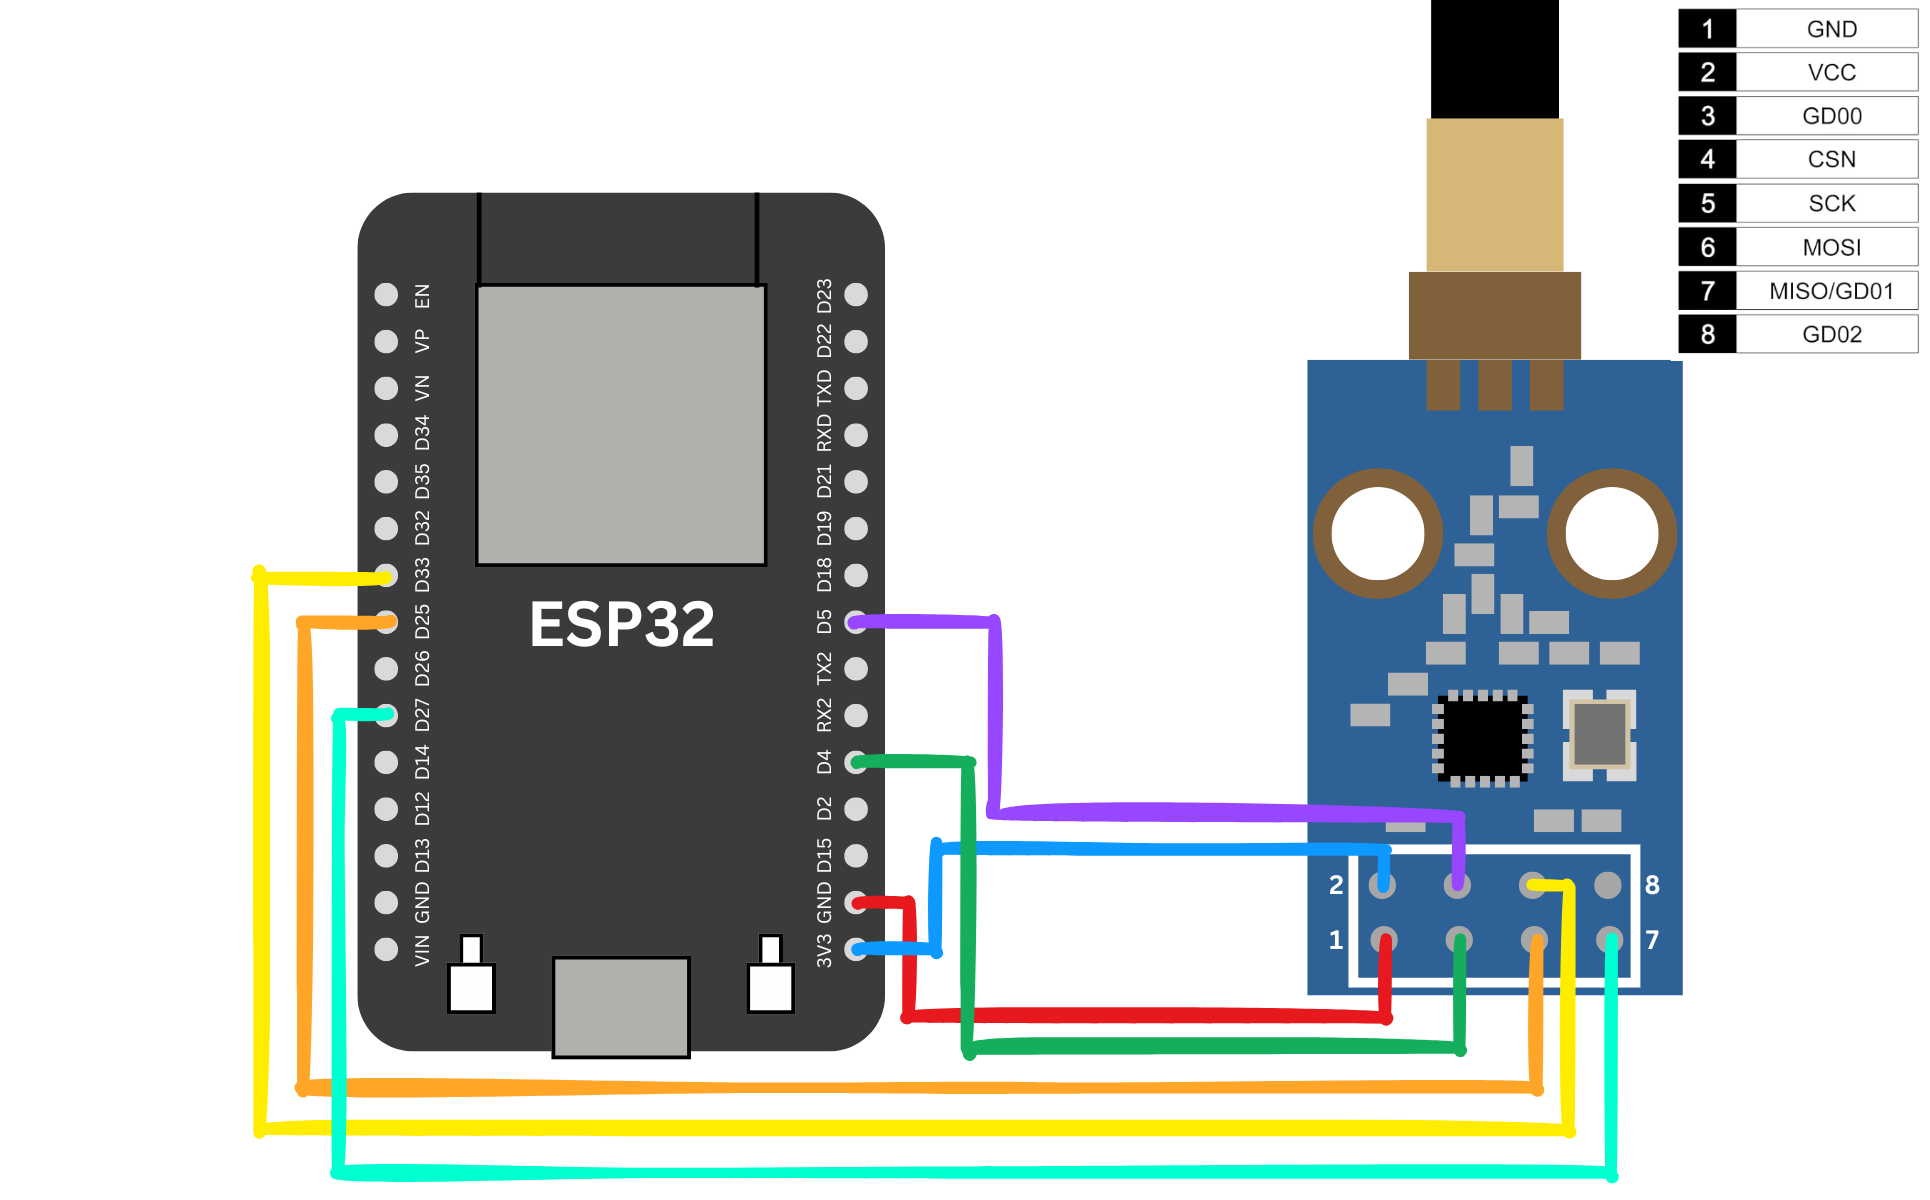 1 GND
2 VCC
3 GD00
4 CSN
5 SCK
6 MOSI
7 MISO/GD01
8 GD02
EN
VP
VN
D34
D35
D32
D33
D25
D26
D27
D14
D12
D13
GND
VIN
ESP32
D23
D22
TXD
RXD
D21
D19
D18
D5
TX2
RX2
D4
D2
D15
GND
3V3
2 8
1 7